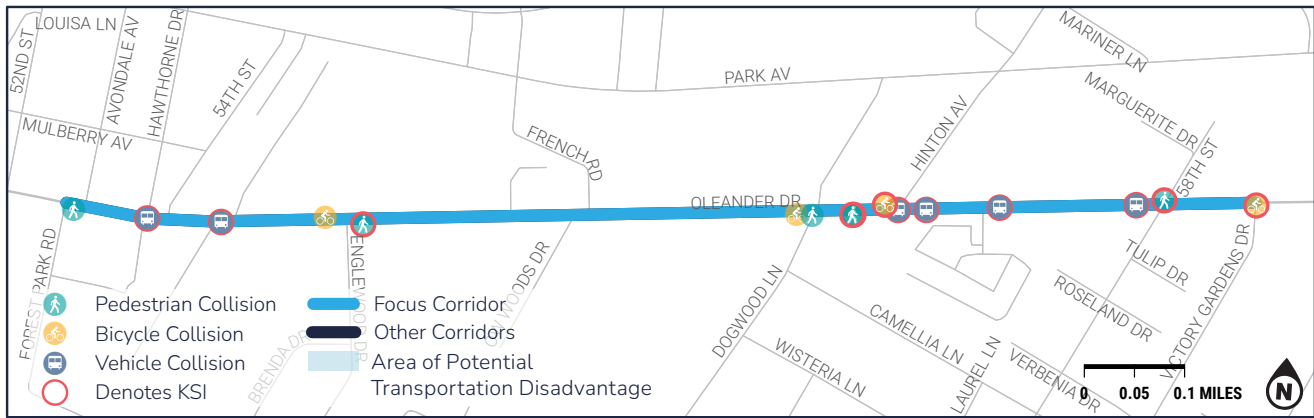 LOUISA LN
52ND ST
AVONDALE AV
HAWTHORNE DR
54TH ST
MULBERRY AV
PARK AV
FRENCH RD
HINTON AV
MARINER LN
MARGUERITE DR
58TH ST
OLEANDER DR
FOREST PARK RD
ENGLEWOOD DR
BRENDA DR
WOODS DR
DOGWOOD LN
WISTERIA LN
CAMELLIA LN
LAUREL LN
VERBENIA DR
ROSELAND DR
TULIP DR
VICTORY GARDENS DR
Pedestrian Collision
Bicycle Collision
Vehicle Collision
Denotes KSI
Focus Corridor
Other Corridors
Area of Potential
Transportation Disadvantage
0 0.05 0.1 MILES
N